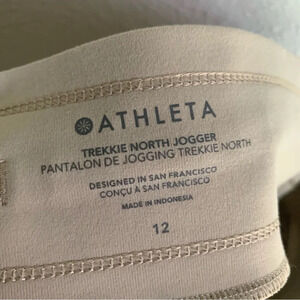 ATHLETA
TREKKIE NORTH JOGGER
PANTALON DE JOGGING TREKKIE NORTH
DESIGNED IN SAN FRANCISCO
CONÇU À SAN FRANCISCO
MADE IN INDONESIA
12